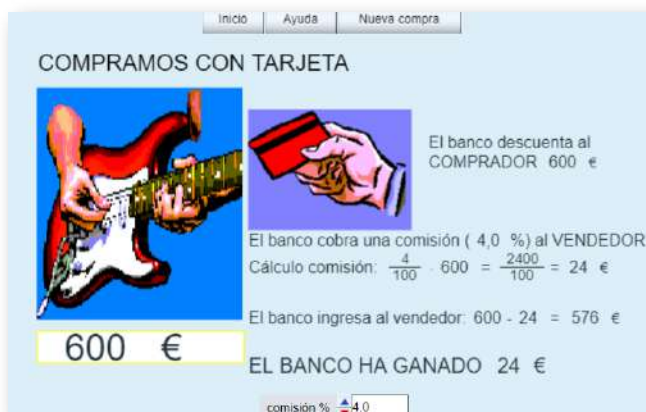 Inicio Ayuda Nueva compra
COMPRAMOS CON TARJETA
El banco descuenta al
COMPRADOR 600 €
El banco cobra una comisión ( 4,0 %) al VENDEDOR
Cálculo comisión: 4/100 · 600 = 2400/100 = 24 €
El banco ingresa al vendedor: 600 - 24 = 576 €
600 €
EL BANCO HA GANADO 24 €
comisión % 4.0